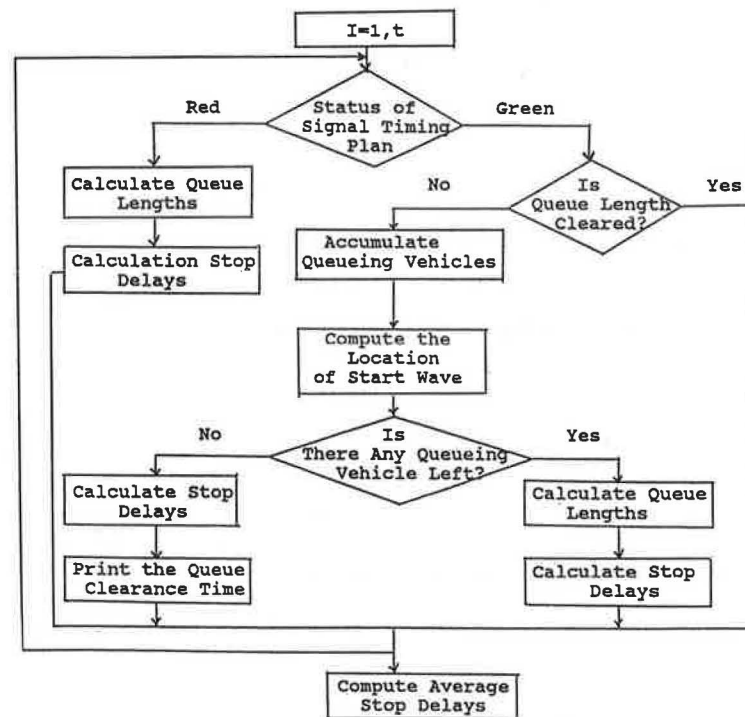 I=1,t
Status of
Signal Timing
Plan
Red
Green
Calculate Queue
Lengths
Calculation Stop
Delays
Is
Queue Length
Cleared?
No
Yes
Accumulate
Queueing Vehicles
Compute the
Location
of Start Wave
Is
There Any Queueing
Vehicle Left?
No
Yes
Calculate Stop
Delays
Print the Queue
Clearance Time
Calculate Queue
Lengths
Calculate Stop
Delays
Compute Average
Stop Delays